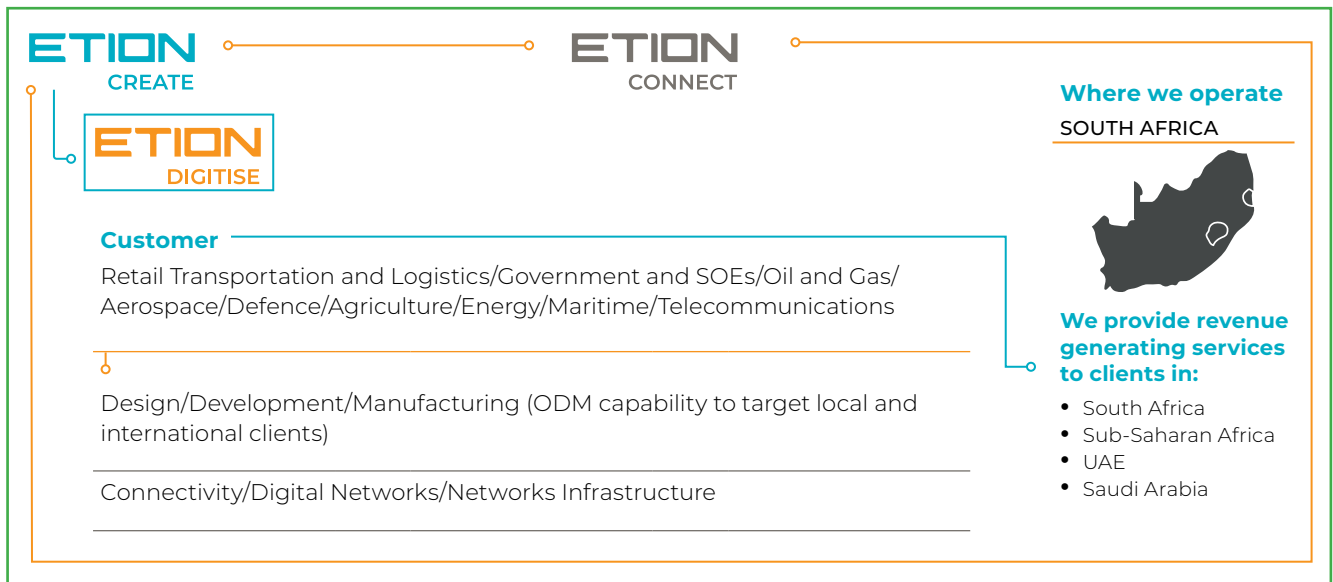 ETION
CREATE
ETION
CONNECT
ETION
DIGITISE
Customer
Retail Transportation and Logistics/Government and SOEs/Oil and Gas/
Aerospace/Defence/Agriculture/Energy/Maritime/Telecommunications
Design/Development/Manufacturing (ODM capability to target local and
international clients)
Connectivity/Digital Networks/Networks Infrastructure
Where we operate
SOUTH AFRICA
We provide revenue
generating services
to clients in:
• South Africa
• Sub-Saharan Africa
• UAE
• Saudi Arabia